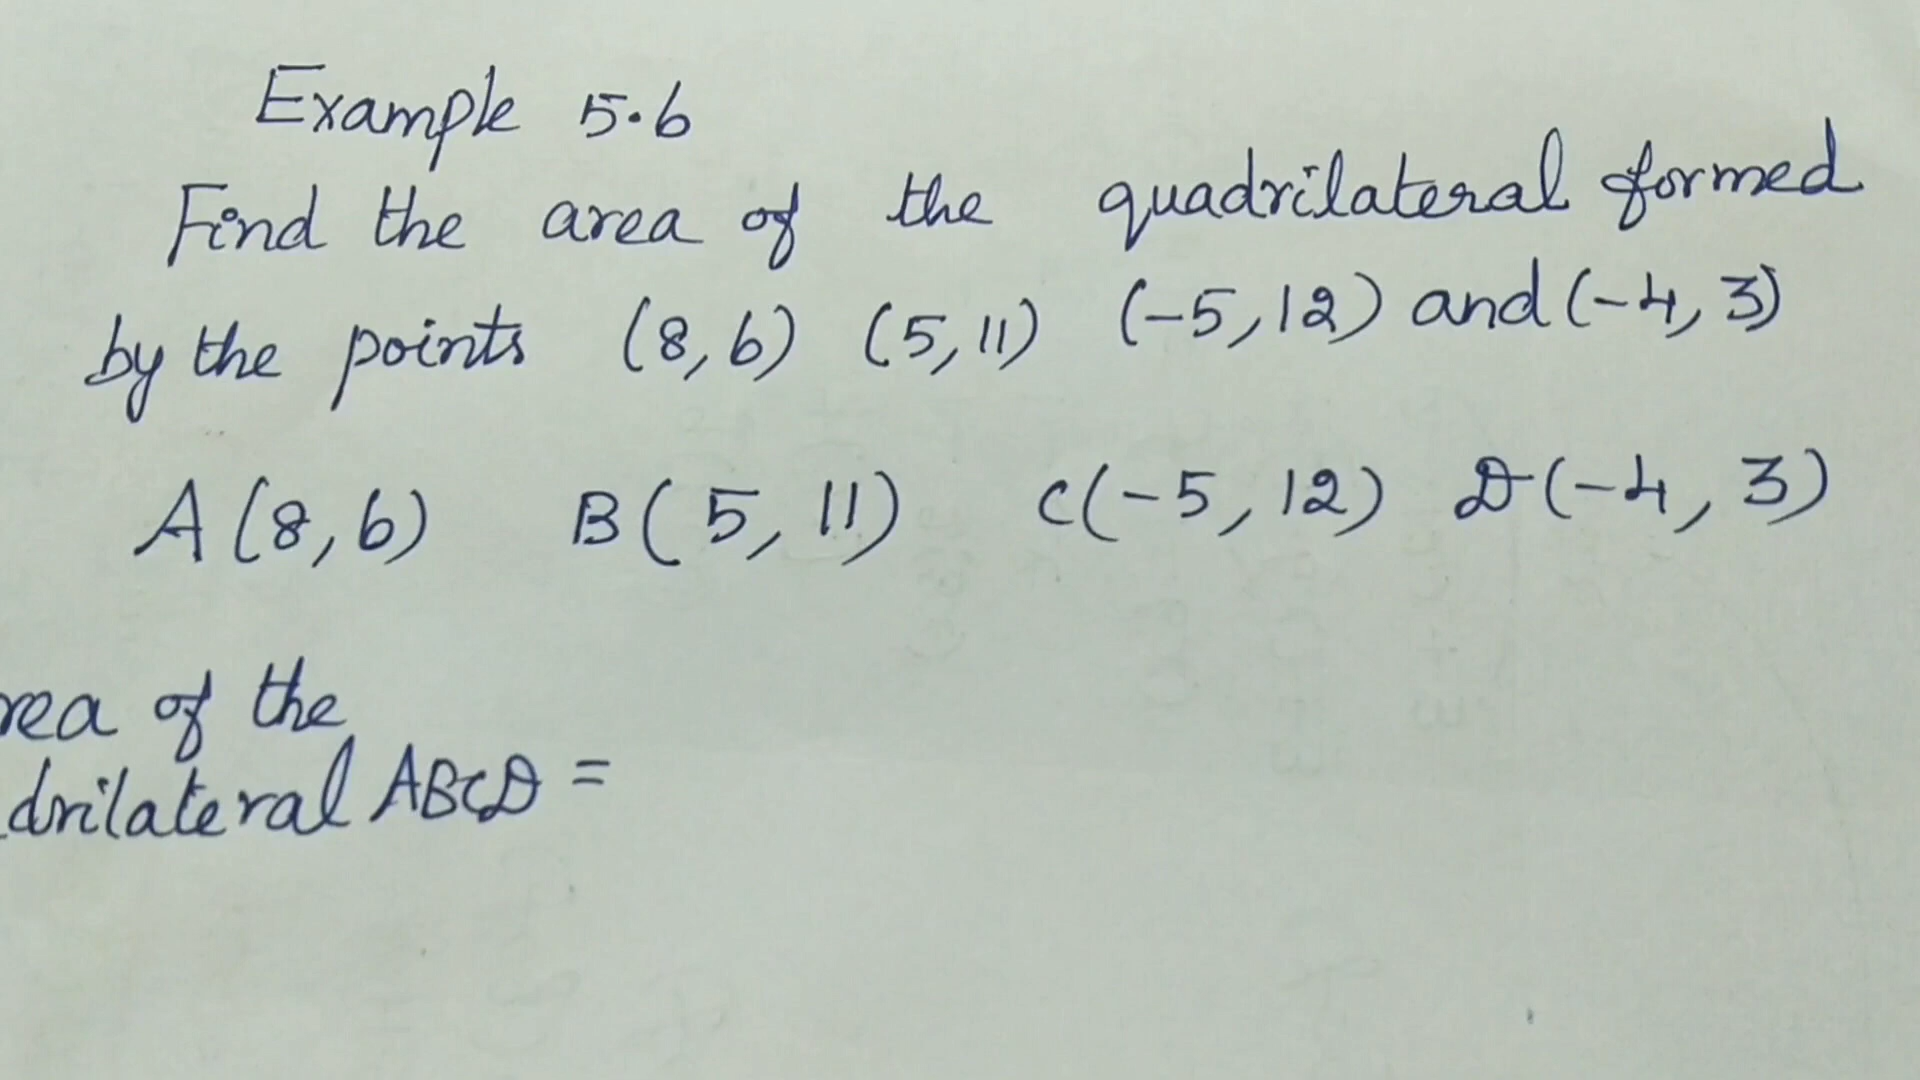 Example 5.6
Find the area of the quadrilateral formed
by the points (8,6) (5,11) (-5,12) and (-4,3)
A(8,6) B(5,11) C(-5,12) D(-4,3)
rea of the
drilateral ABCD =